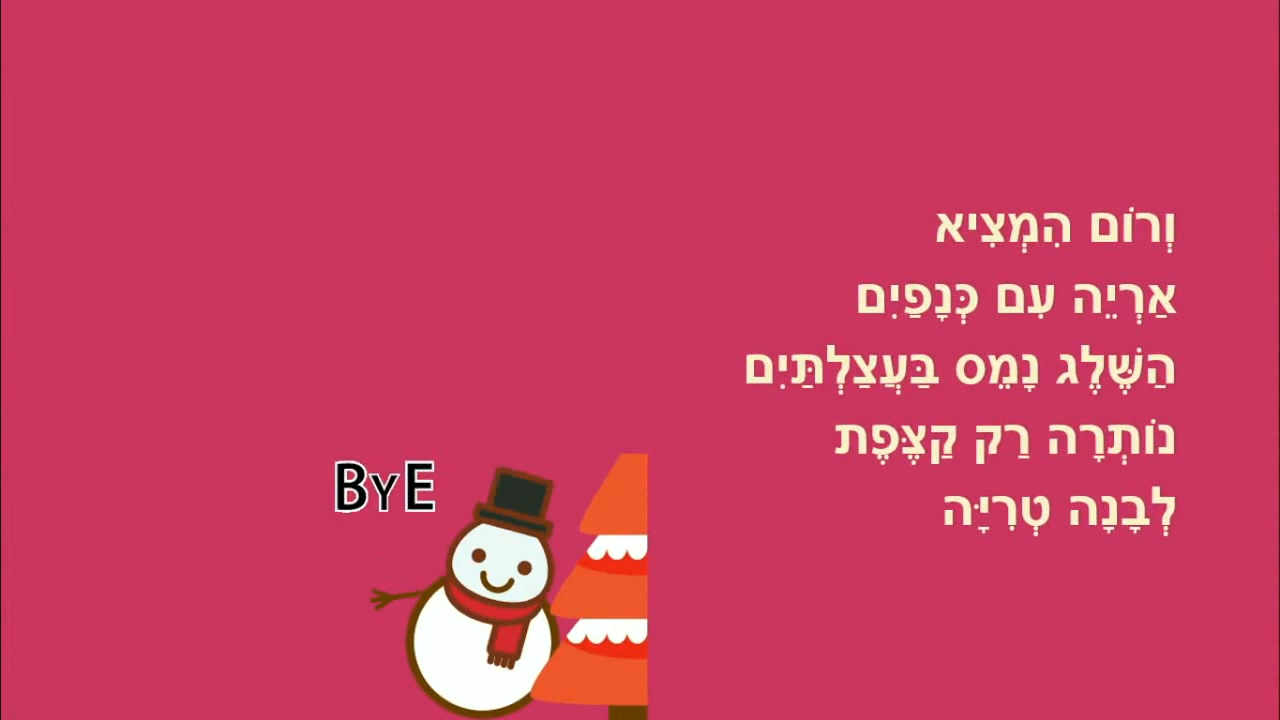 וְרוֹם הִמְצִיא
אַרְיֵה עִם כְּנָפַיִם
הַשֶּׁלֶג נָמֵס בַּעֲצַלְתַּיִם
נוֹתְרָה רַק קַצֶּפֶת
לְבָנָה טְרִיָּה
BYE